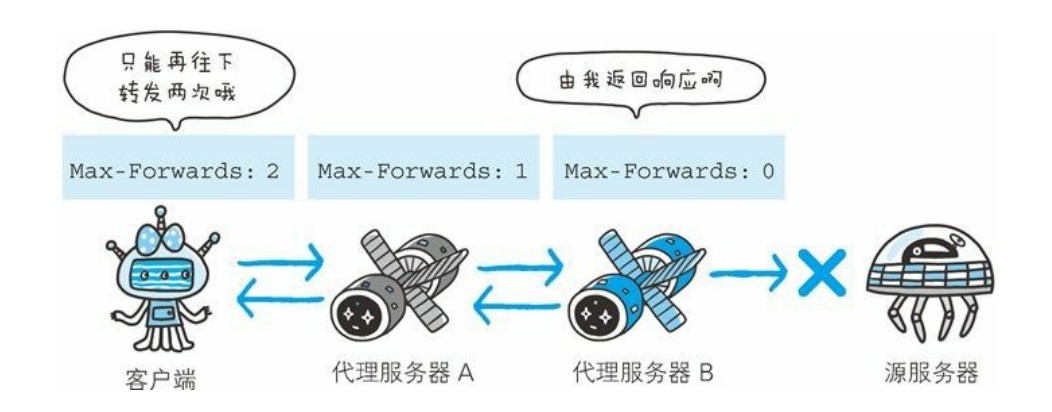 只能再往下
转发两次哦
由我返回响应啊
Max-Forwards: 2
Max-Forwards: 1
Max-Forwards: 0
客户端
代理服务器 A
代理服务器 B
源服务器